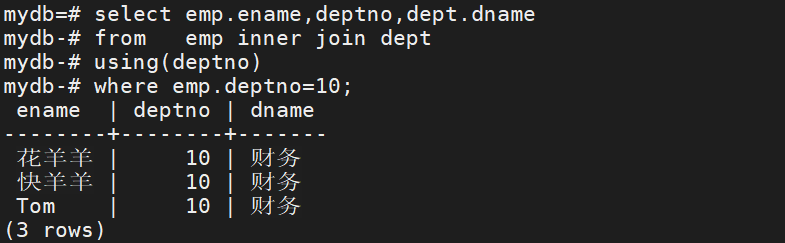 mydb=# select emp.ename,deptno,dept.dname
mydb-# from   emp inner join dept
mydb-# using(deptno)
mydb-# where emp.deptno=10;
 ename  | deptno | dname
--------+--------+-------
 花羊羊 |     10 | 财务
 快羊羊 |     10 | 财务
 Tom    |     10 | 财务
(3 rows)